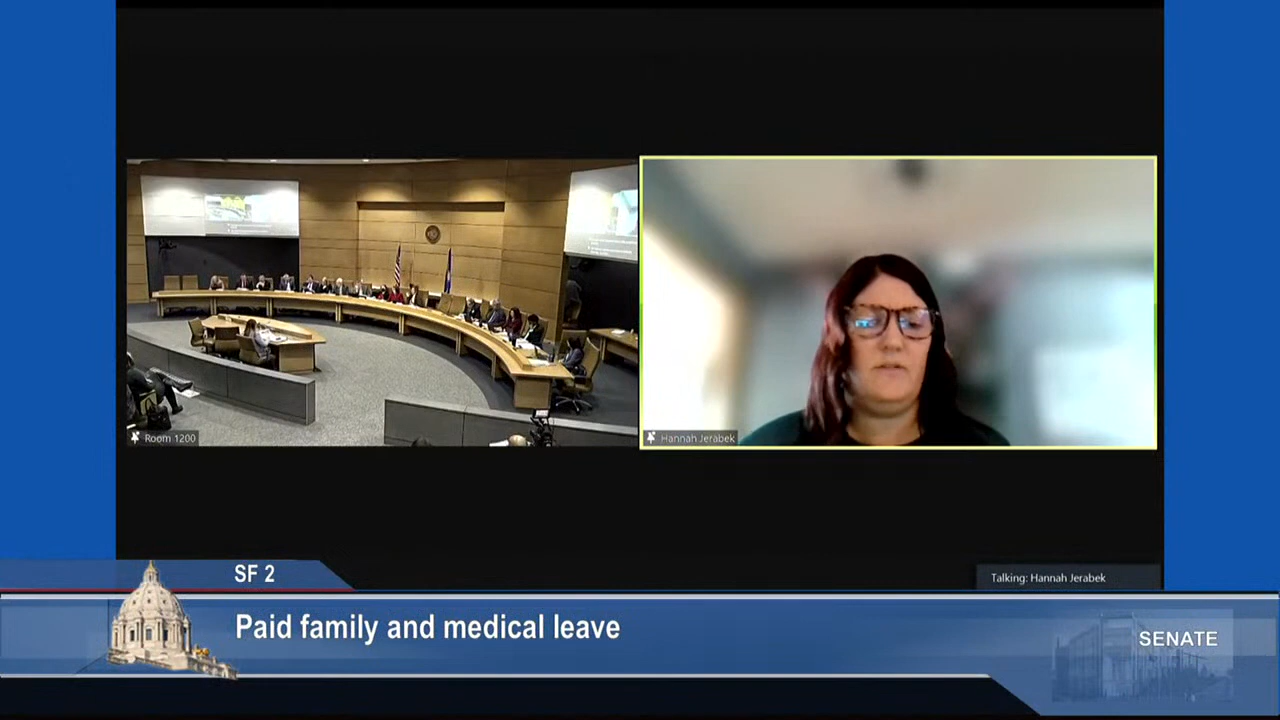 Room 1200
Hannah Jerabek
Talking: Hannah Jerabek
SF 2
Paid family and medical leave
SENATE